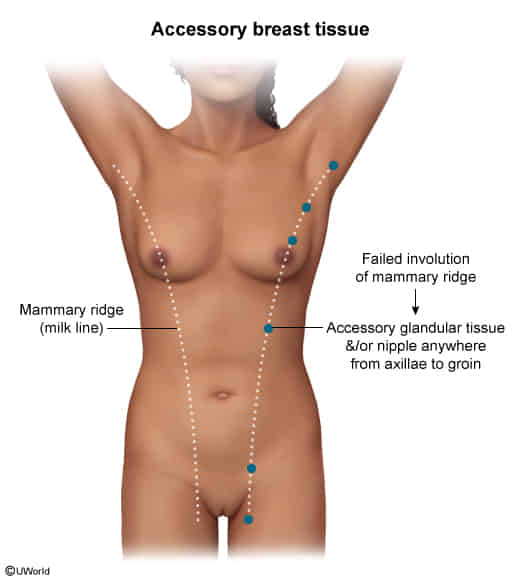 Accessory breast tissue
Failed involution
of mammary ridge
Mammary ridge
(milk line)
Accessory glandular tissue
&/or nipple anywhere
from axillae to groin
©UWorld